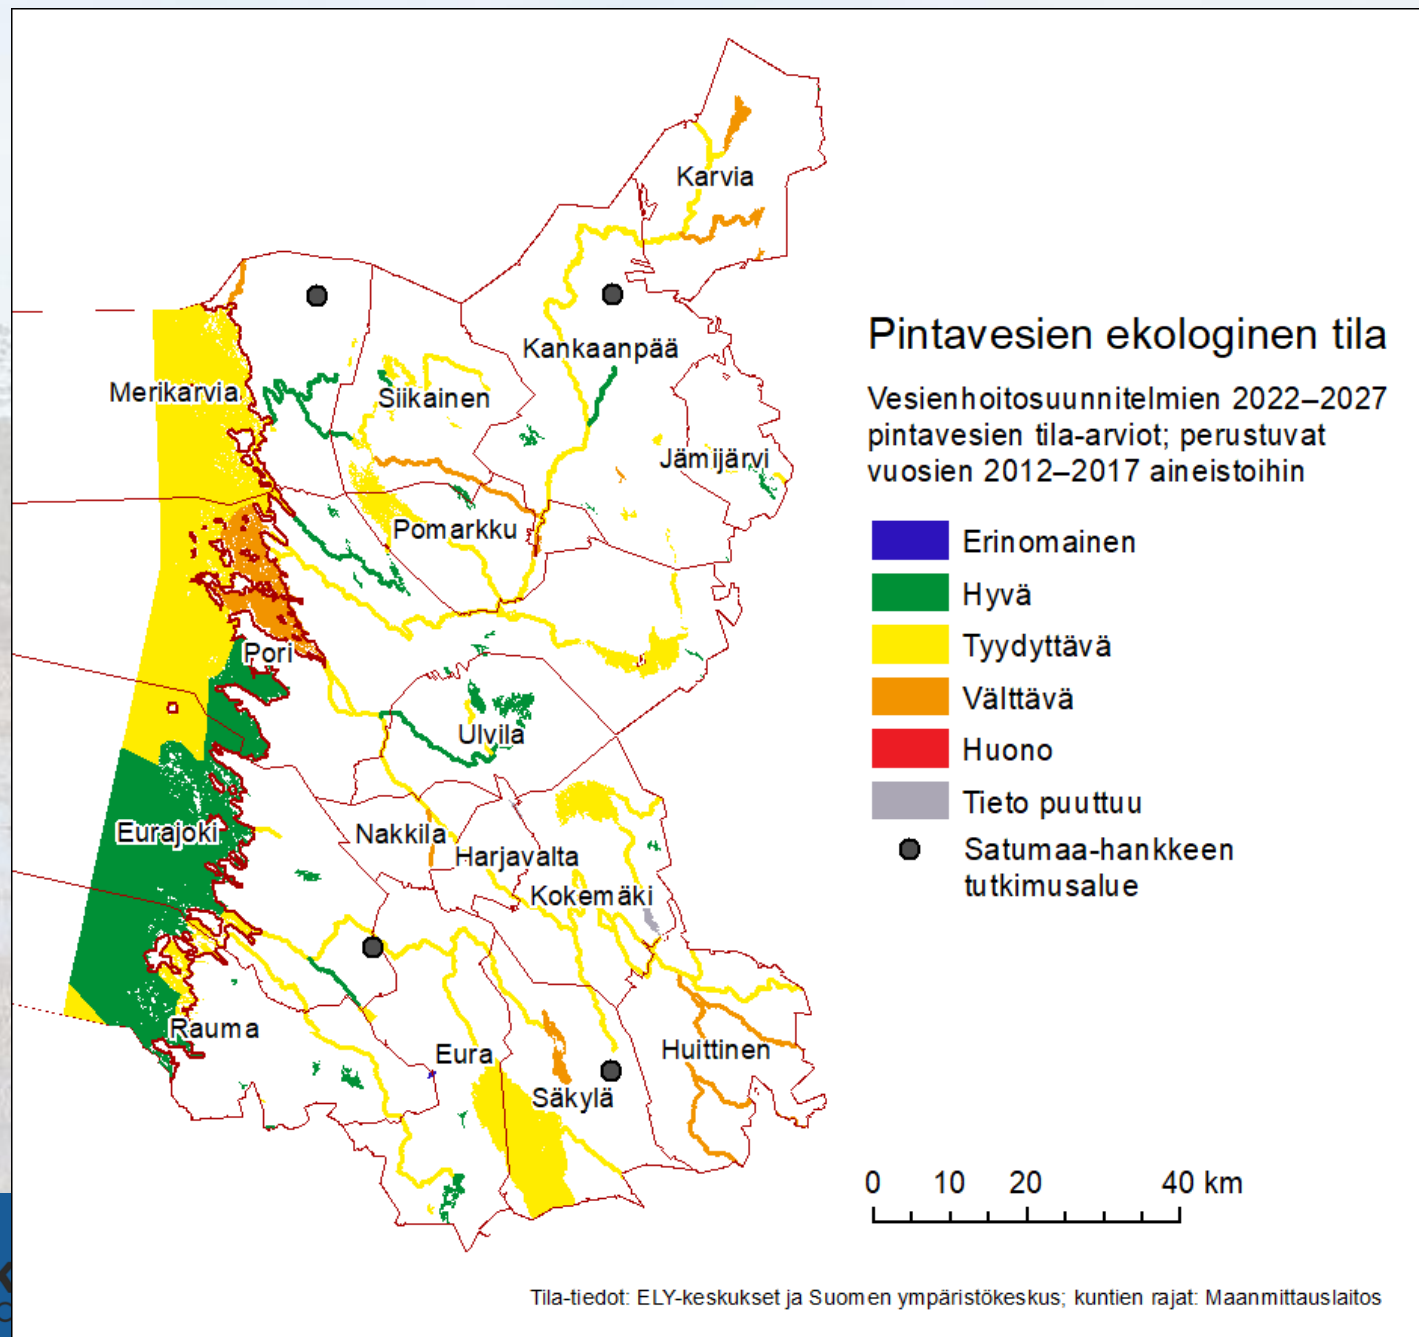 Karvia
Kankaanpää
Merikarvia
Siikainen
Jämijärvi
Pomarkku
Pori
Ulvila
Eurajoki
Nakkila
Harjavalta
Kokemäki
Rauma
Eura
Säkylä
Huittinen
Pintavesien ekologinen tila
Vesienhoitosuunnitelmien 2022–2027
pintavesien tila-arviot; perustuvat
vuosien 2012–2017 aineistoihin
Erinomainen
Hyvä
Tyydyttävä
Välttävä
Huono
Tieto puuttuu
Satumaa-hankkeen
tutkimusalue
0 10 20 40 km
Tila-tiedot: ELY-keskukset ja Suomen ympäristökeskus; kuntien rajat: Maanmittauslaitos